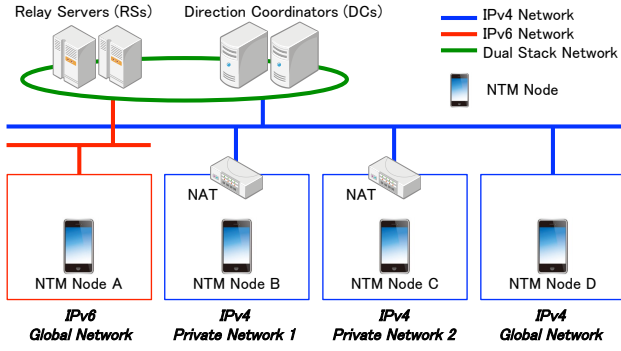 Relay Servers (RSs)
Direction Coordinators (DCs)
IPv4 Network
IPv6 Network
Dual Stack Network
NTM Node
NAT
NAT
NTM Node A
NTM Node B
NTM Node C
NTM Node D
IPv6
Global Network
IPv4
Private Network 1
IPv4
Private Network 2
IPv4
Global Network